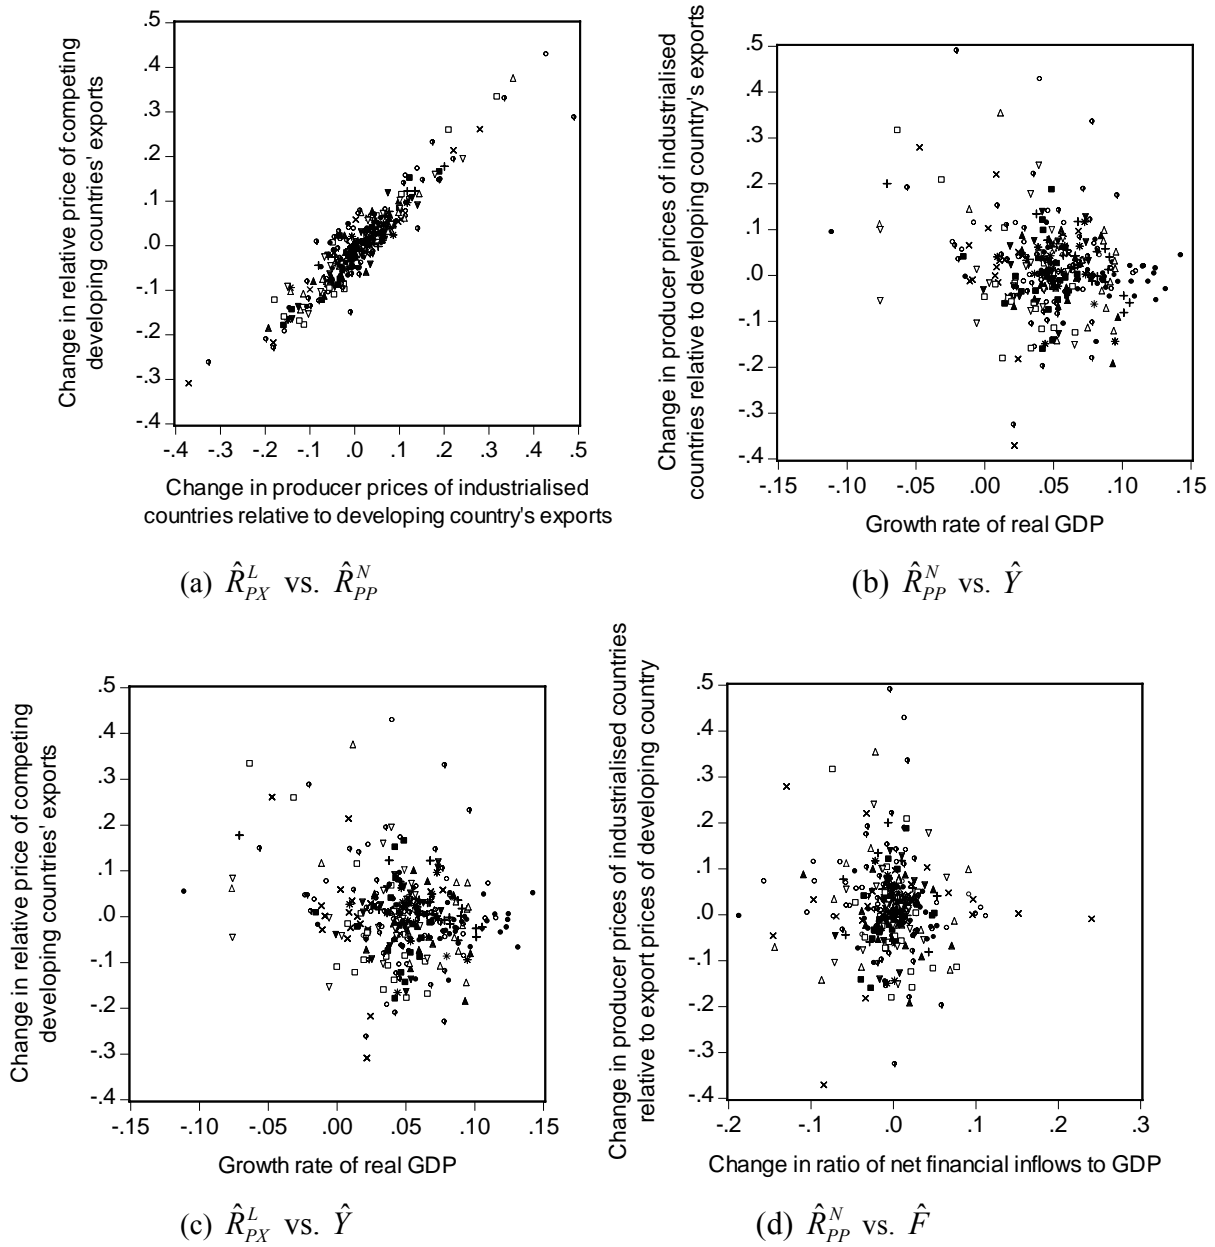 .5
.4
.3
.2
.1
.0
-.1
-.2
-.3
-.4
Change in relative price of competing
developing countries' exports
-.4 -.3 -.2 -.1 .0 .1 .2 .3 .4 .5
Change in producer prices of industrialised
countries relative to developing country's exports
(a) R̂ᴸ_PX vs. R̂ᴺ_PP
.5
.4
.3
.2
.1
.0
-.1
-.2
-.3
-.4
Change in producer prices of industrialised
countries relative to developing country's exports
-.15 -.10 -.05 .00 .05 .10 .15
Growth rate of real GDP
(b) R̂ᴺ_PP vs. Ŷ
.5
.4
.3
.2
.1
.0
-.1
-.2
-.3
-.4
Change in relative price of competing
developing countries' exports
-.15 -.10 -.05 .00 .05 .10 .15
Growth rate of real GDP
(c) R̂ᴸ_PX vs. Ŷ
.5
.4
.3
.2
.1
.0
-.1
-.2
-.3
-.4
Change in producer prices of industrialised countries
relative to export prices of developing country
-.2 -.1 .0 .1 .2 .3
Change in ratio of net financial inflows to GDP
(d) R̂ᴺ_PP vs. F̂